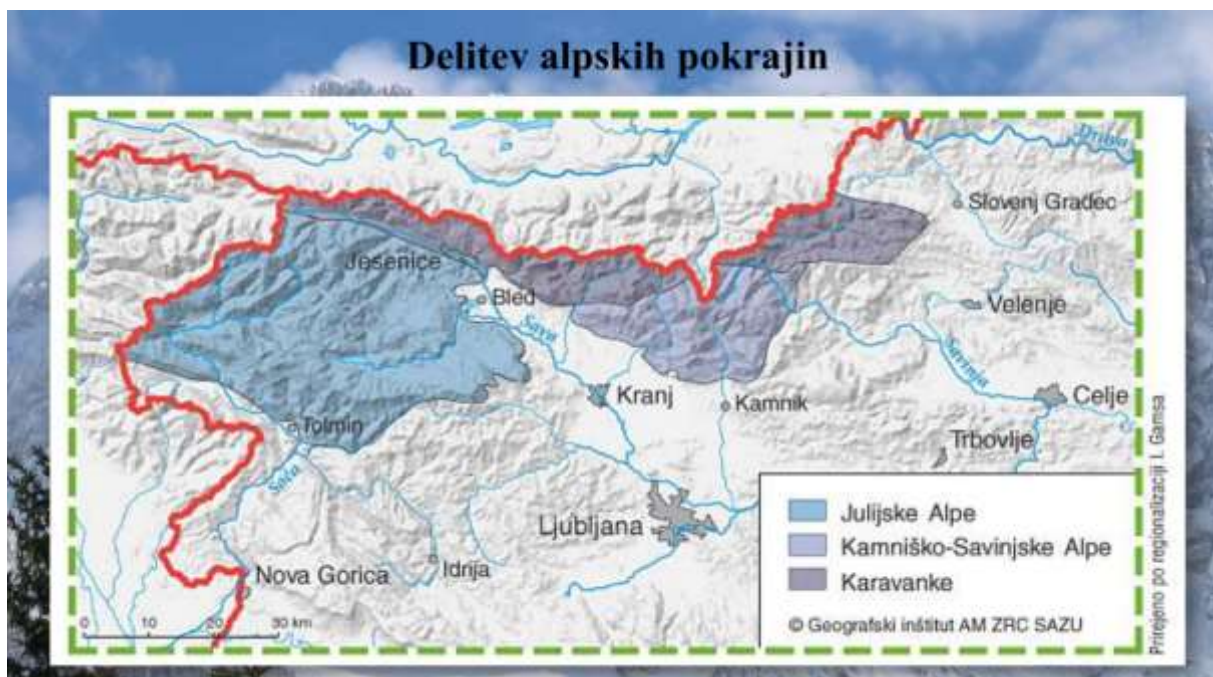 Delitev alpskih pokrajin
Drava
Slovenj Gradec
Jesenice
Bled
Velenje
Sava
Savinja
Kranj
Kamnik
Celje
Tolmin
Trbovlje
Soča
Ljubljana
Idrija
Nova Gorica
0 10 20 30 km
Julijske Alpe
Kamniško-Savinjske Alpe
Karavanke
© Geografski inštitut AM ZRC SAZU
Prirejeno po regionalizaciji I. Gamsa